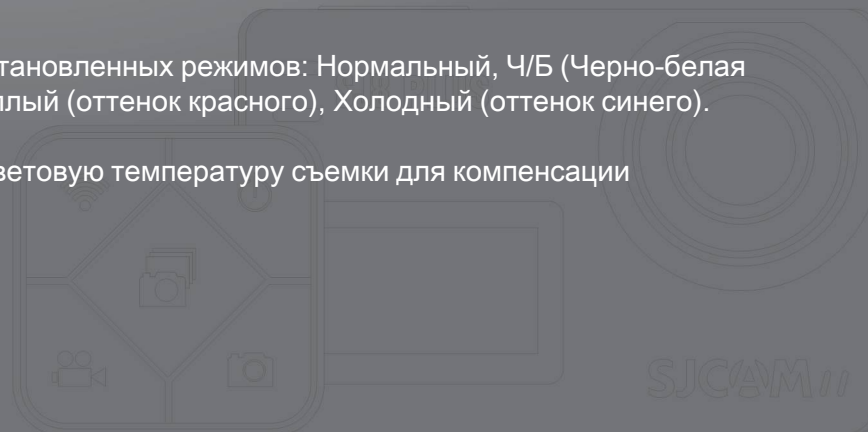 тановленных режимов: Нормальный, Ч/Б (Черно-белая
плый (оттенок красного), Холодный (оттенок синего).
ветовую температуру съемки для компенсации
SJCAM